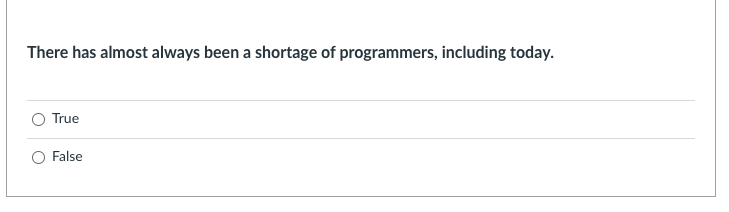 There has almost always been a shortage of programmers, including today.
True
False